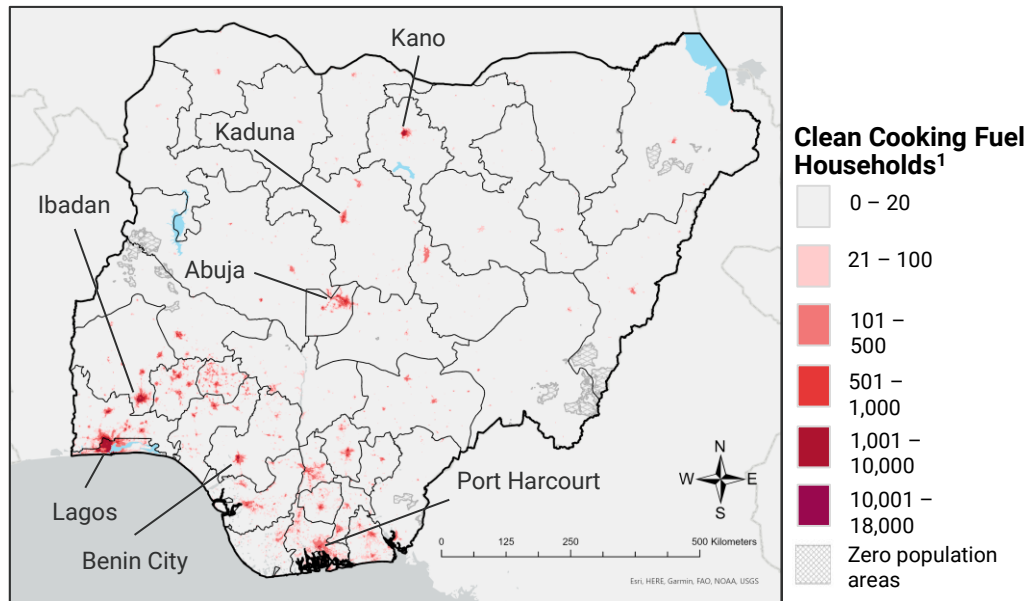 Kano
Kaduna
Ibadan
Abuja
Lagos
Benin City
Port Harcourt
N
W
E
S
0 125 250 500 Kilometers
Esri, HERE, Garmin, FAO, NOAA, USGS
Clean Cooking Fuel
Households¹
0 – 20
21 – 100
101 –
500
501 –
1,000
1,001 –
10,000
10,001 –
18,000
Zero population
areas